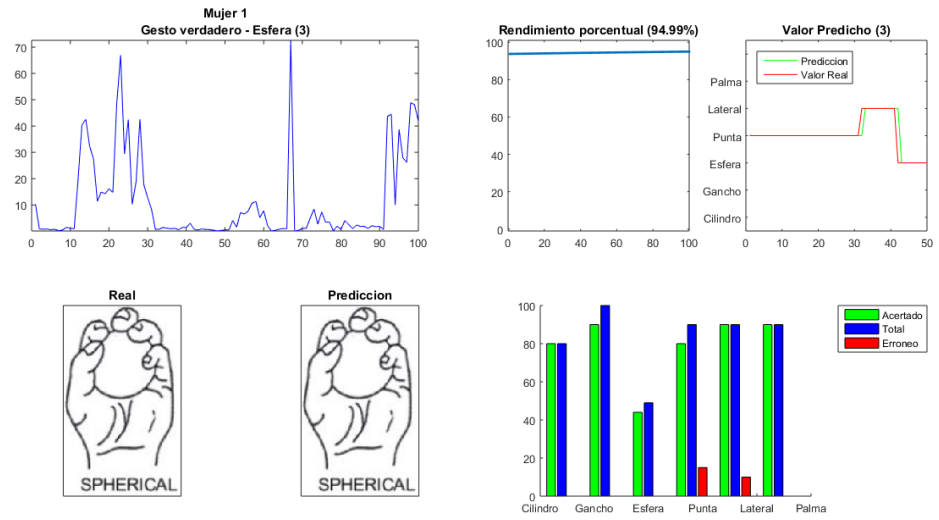 Mujer 1
Gesto verdadero - Esfera (3)
70
60
50
40
30
20
10
0 10 20 30 40 50 60 70 80 90 100
Rendimiento porcentual (94.99%)
100
80
60
40
20
0
0 20 40 60 80 100
Valor Predicho (3)
Prediccion
Valor Real
Palma
Lateral
Punta
Esfera
Gancho
Cilindro
0 10 20 30 40 50
Real
SPHERICAL
Prediccion
SPHERICAL
100
80
60
40
20
0
Cilindro Gancho Esfera Punta Lateral Palma
Acertado
Total
Erroneo